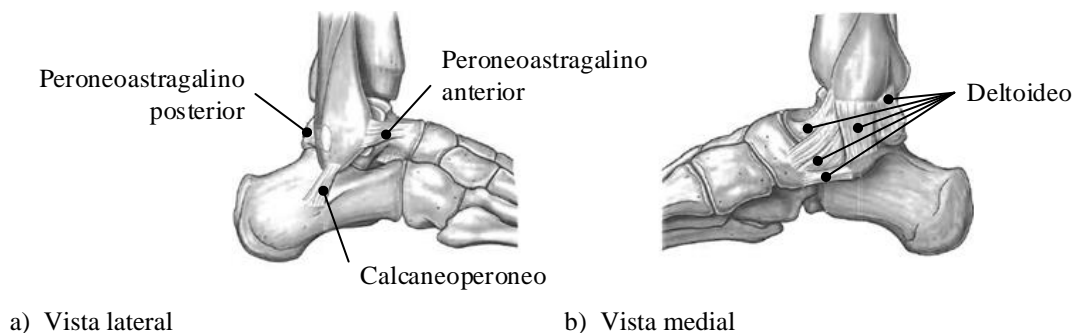 Peroneoastragalino
posterior
Peroneoastragalino
anterior
Calcaneoperoneo
Deltoideo
a) Vista lateral
b) Vista medial